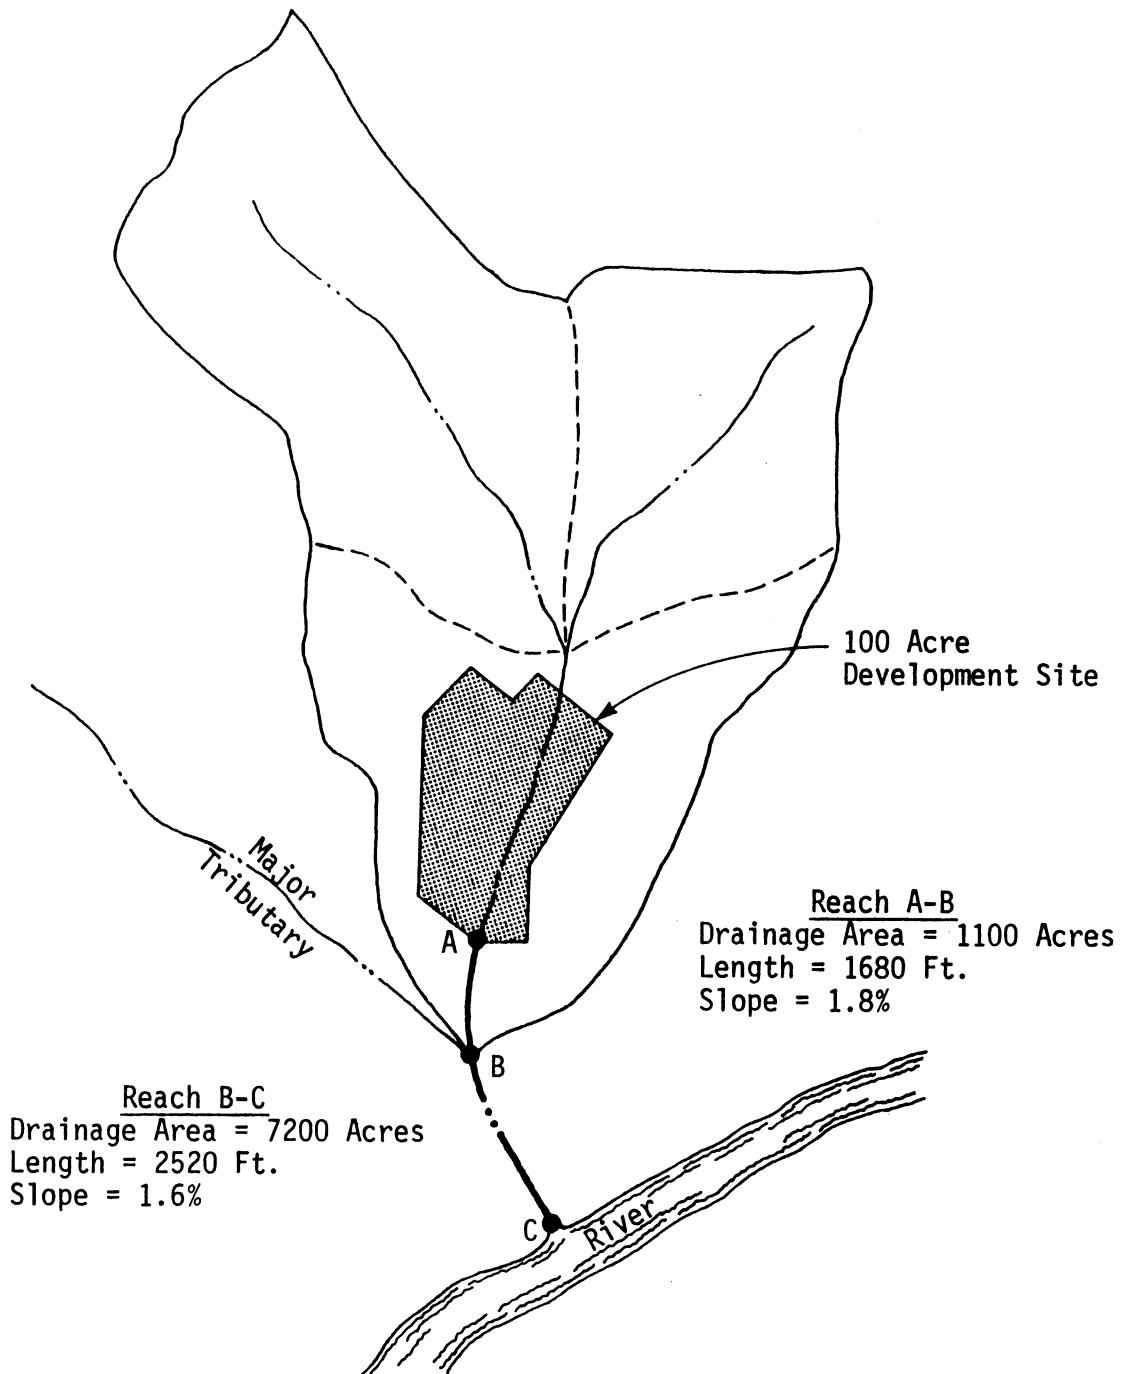 100 Acre
Development Site
Major
Tributary
A
Reach A-B
Drainage Area = 1100 Acres
Length = 1680 Ft.
Slope = 1.8%
B
Reach B-C
Drainage Area = 7200 Acres
Length = 2520 Ft.
Slope = 1.6%
C
River